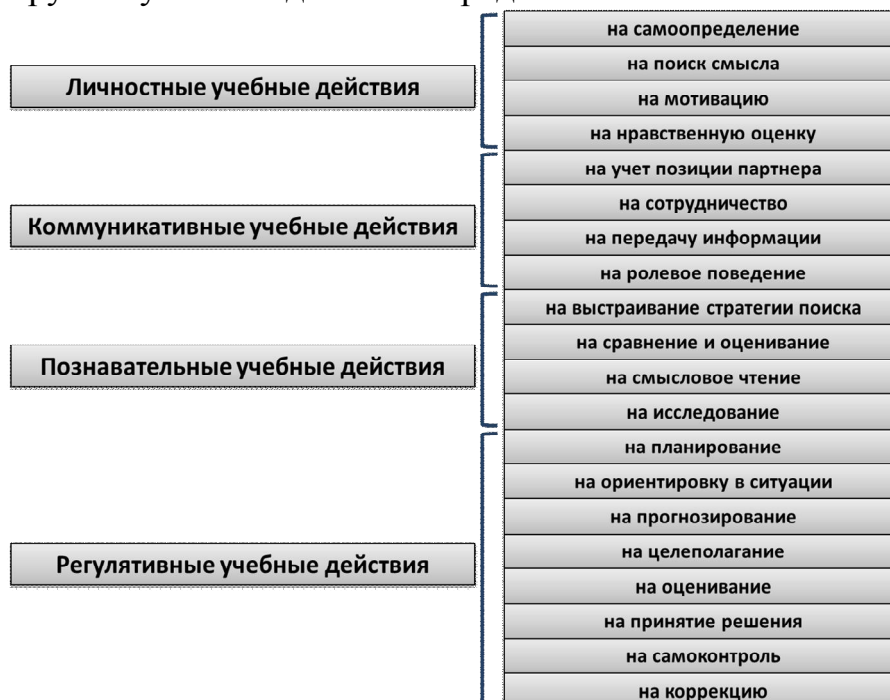 Личностные учебные действия
на самоопределение
на поиск смысла
на мотивацию
на нравственную оценку
Коммуникативные учебные действия
на учет позиции партнера
на сотрудничество
на передачу информации
на ролевое поведение
Познавательные учебные действия
на выстраивание стратегии поиска
на сравнение и оценивание
на смысловое чтение
на исследование
Регулятивные учебные действия
на планирование
на ориентировку в ситуации
на прогнозирование
на целеполагание
на оценивание
на принятие решения
на самоконтроль
на коррекцию